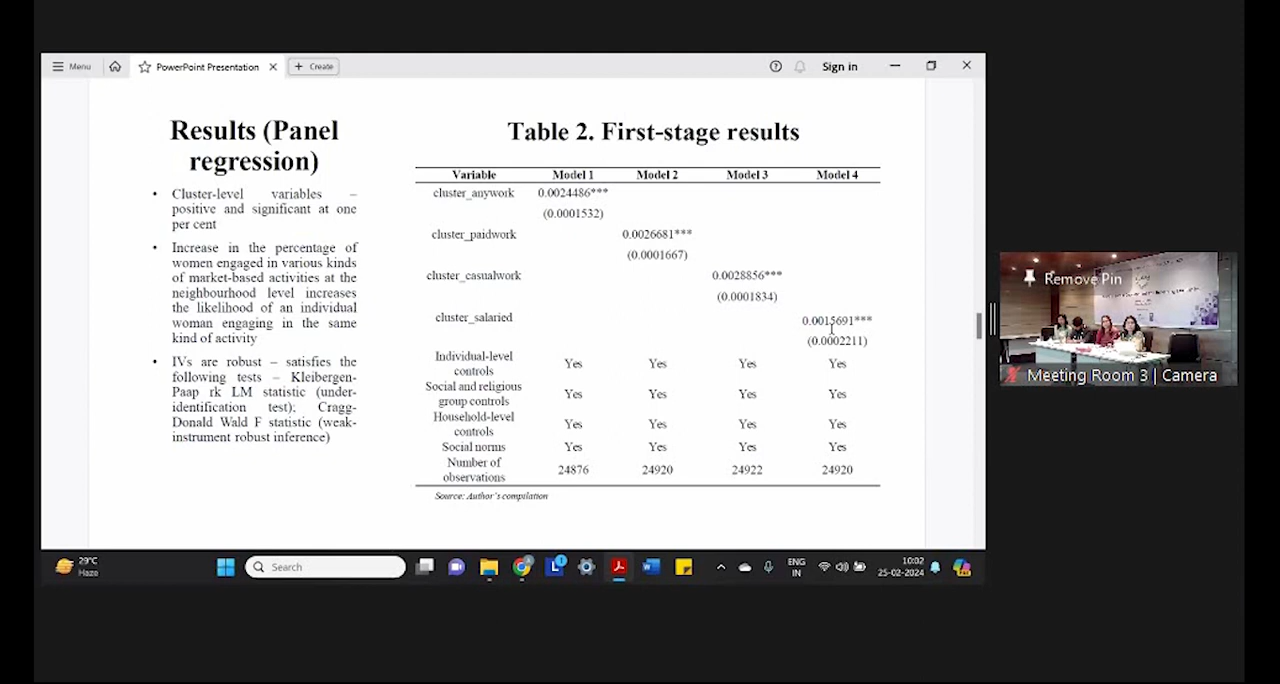 Menu
PowerPoint Presentation
Create
Sign in
Results (Panel
regression)
• Cluster-level variables –
positive and significant at one
per cent
• Increase in the percentage of
women engaged in various kinds
of market-based activities at the
neighbourhood level increases
the likelihood of an individual
woman engaging in the same
kind of activity
• IVs are robust – satisfies the
following tests – Kleibergen-
Paap rk LM statistic (under-
identification test); Cragg-
Donald Wald F statistic (weak-
instrument robust inference)
Table 2. First-stage results
Variable Model 1 Model 2 Model 3 Model 4
cluster_anywork 0.0024486***
(0.0001532)
cluster_paidwork 0.0026681***
(0.0001667)
cluster_casualwork 0.0028856***
(0.0001834)
cluster_salaried 0.0015691***
(0.0002211)
Individual-level
controls Yes Yes Yes Yes
Social and religious
group controls Yes Yes Yes Yes
Household-level
controls Yes Yes Yes Yes
Social norms Yes Yes Yes Yes
Number of
observations 24876 24920 24922 24920
Source: Author's compilation
Remove Pin
Meeting Room 3 | Camera
29°C
Haze
Search
ENG
IN
10:02
25-02-2024